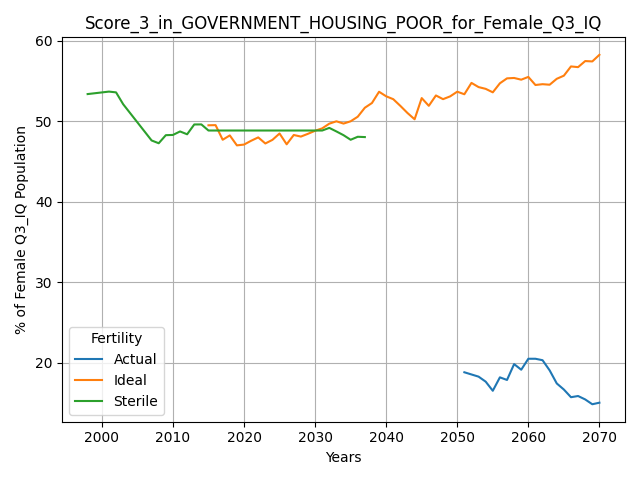 Score_3_in_GOVERNMENT_HOUSING_POOR_for_Female_Q3_IQ
% of Female Q3_IQ Population
60
50
40
30
20
Fertility
Actual
Ideal
Sterile
2000 2010 2020 2030 2040 2050 2060 2070
Years